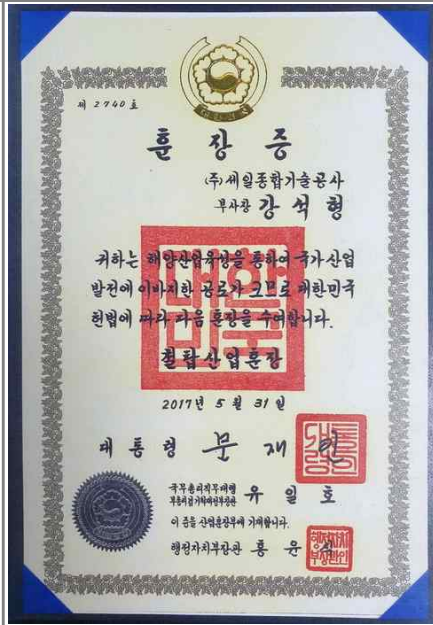 제 2740 호
훈장증
(주)세일종합기술공사
부사장 강석형
귀하는 해양산업육성을 통하여 국가산업
발전에 이바지한 공로가 크므로 대한민국
헌법에 따라 다음 훈장을 수여합니다.
철탑산업훈장
2017년 5월 31일
대통령 문재인
국무총리직무대행
부총리겸기획재정부장관 유일호
이 증을 산업훈장부에 기재합니다.
행정자치부장관 홍윤식